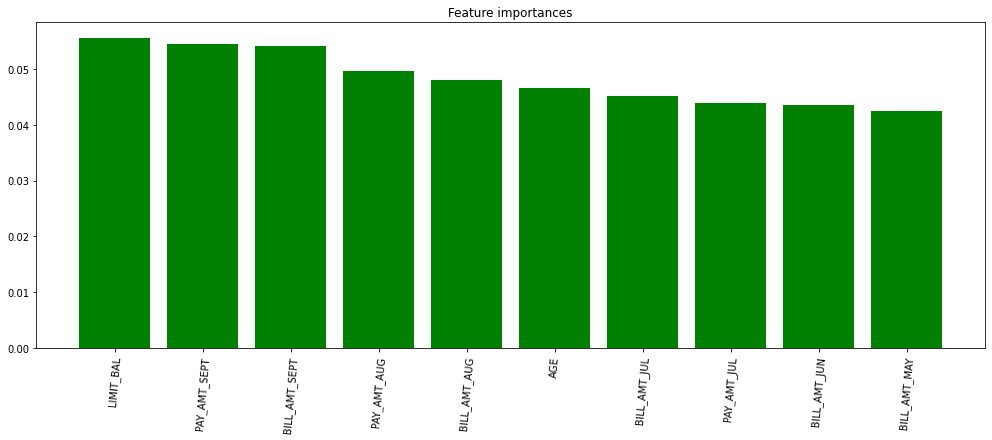 Feature importances
0.05
0.04
0.03
0.02
0.01
0.00
LIMIT_BAL
PAY_AMT_SEPT
BILL_AMT_SEPT
PAY_AMT_AUG
BILL_AMT_AUG
AGE
BILL_AMT_JUL
PAY_AMT_JUL
BILL_AMT_JUN
BILL_AMT_MAY